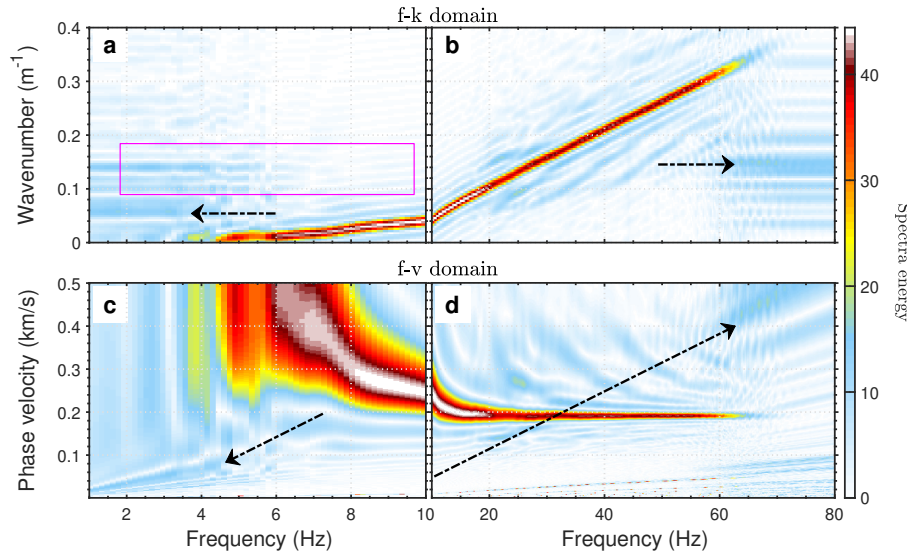 f-k domain
a
b
Wavenumber (m⁻¹)
0.4
0.3
0.2
0.1
0
f-v domain
c
d
Phase velocity (km/s)
0.5
0.4
0.3
0.2
0.1
2
4
6
8
10
20
40
60
80
Frequency (Hz)
Frequency (Hz)
40
30
20
10
0
Spectra energy